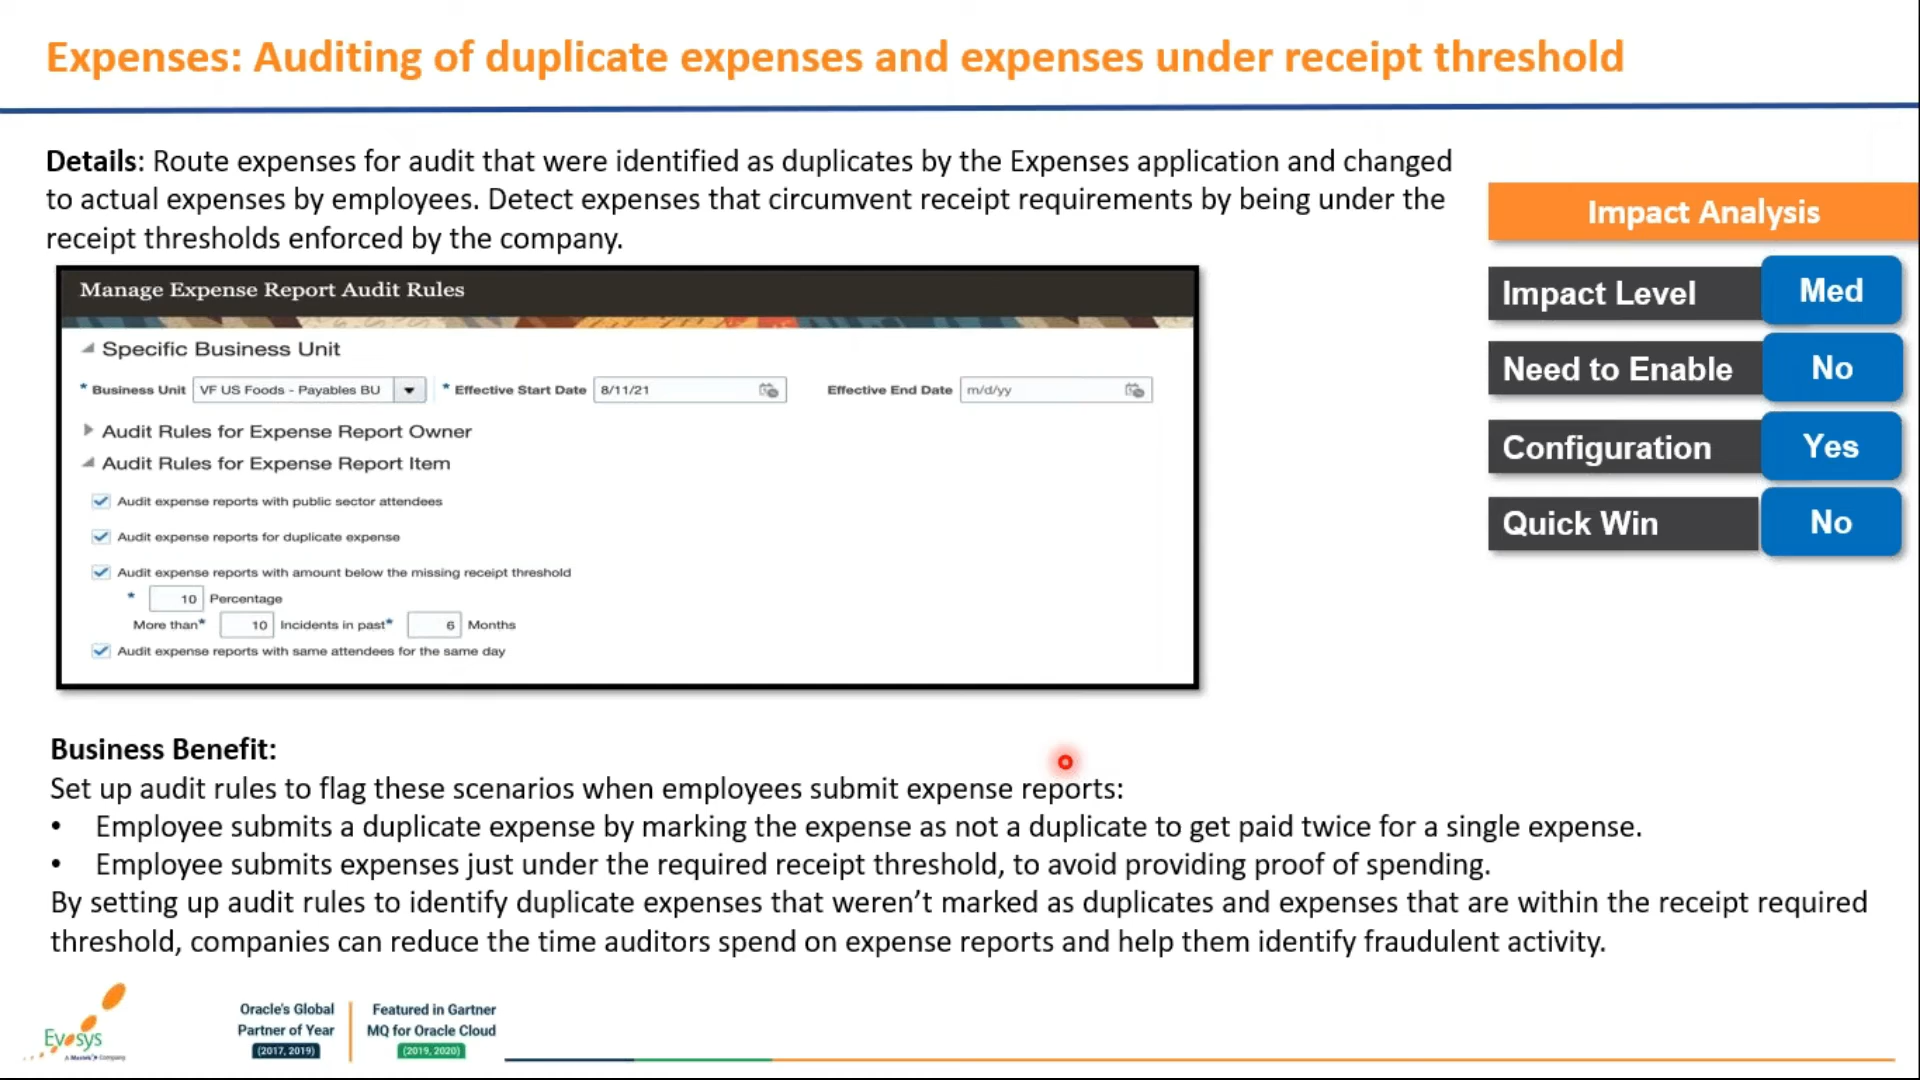 Expenses: Auditing of duplicate expenses and expenses under receipt threshold
Details: Route expenses for audit that were identified as duplicates by the Expenses application and changed
to actual expenses by employees. Detect expenses that circumvent receipt requirements by being under the
receipt thresholds enforced by the company.
Impact Analysis
Impact Level Med
Need to Enable No
Configuration Yes
Quick Win No
Manage Expense Report Audit Rules
Specific Business Unit
* Business Unit VF US Foods - Payables BU * Effective Start Date 8/11/21 Effective End Date m/d/yy
Audit Rules for Expense Report Owner
Audit Rules for Expense Report Item
Audit expense reports with public sector attendees
Audit expense reports for duplicate expense
Audit expense reports with amount below the missing receipt threshold
* 10 Percentage
More than* 10 Incidents in past* 6 Months
Audit expense reports with same attendees for the same day
Business Benefit:
Set up audit rules to flag these scenarios when employees submit expense reports:
• Employee submits a duplicate expense by marking the expense as not a duplicate to get paid twice for a single expense.
• Employee submits expenses just under the required receipt threshold, to avoid providing proof of spending.
By setting up audit rules to identify duplicate expenses that weren't marked as duplicates and expenses that are within the receipt required
threshold, companies can reduce the time auditors spend on expense reports and help them identify fraudulent activity.
Evosys
A Mastek Company
Oracle's Global
Partner of Year
(2017, 2019)
Featured in Gartner
MQ for Oracle Cloud
(2019, 2020)